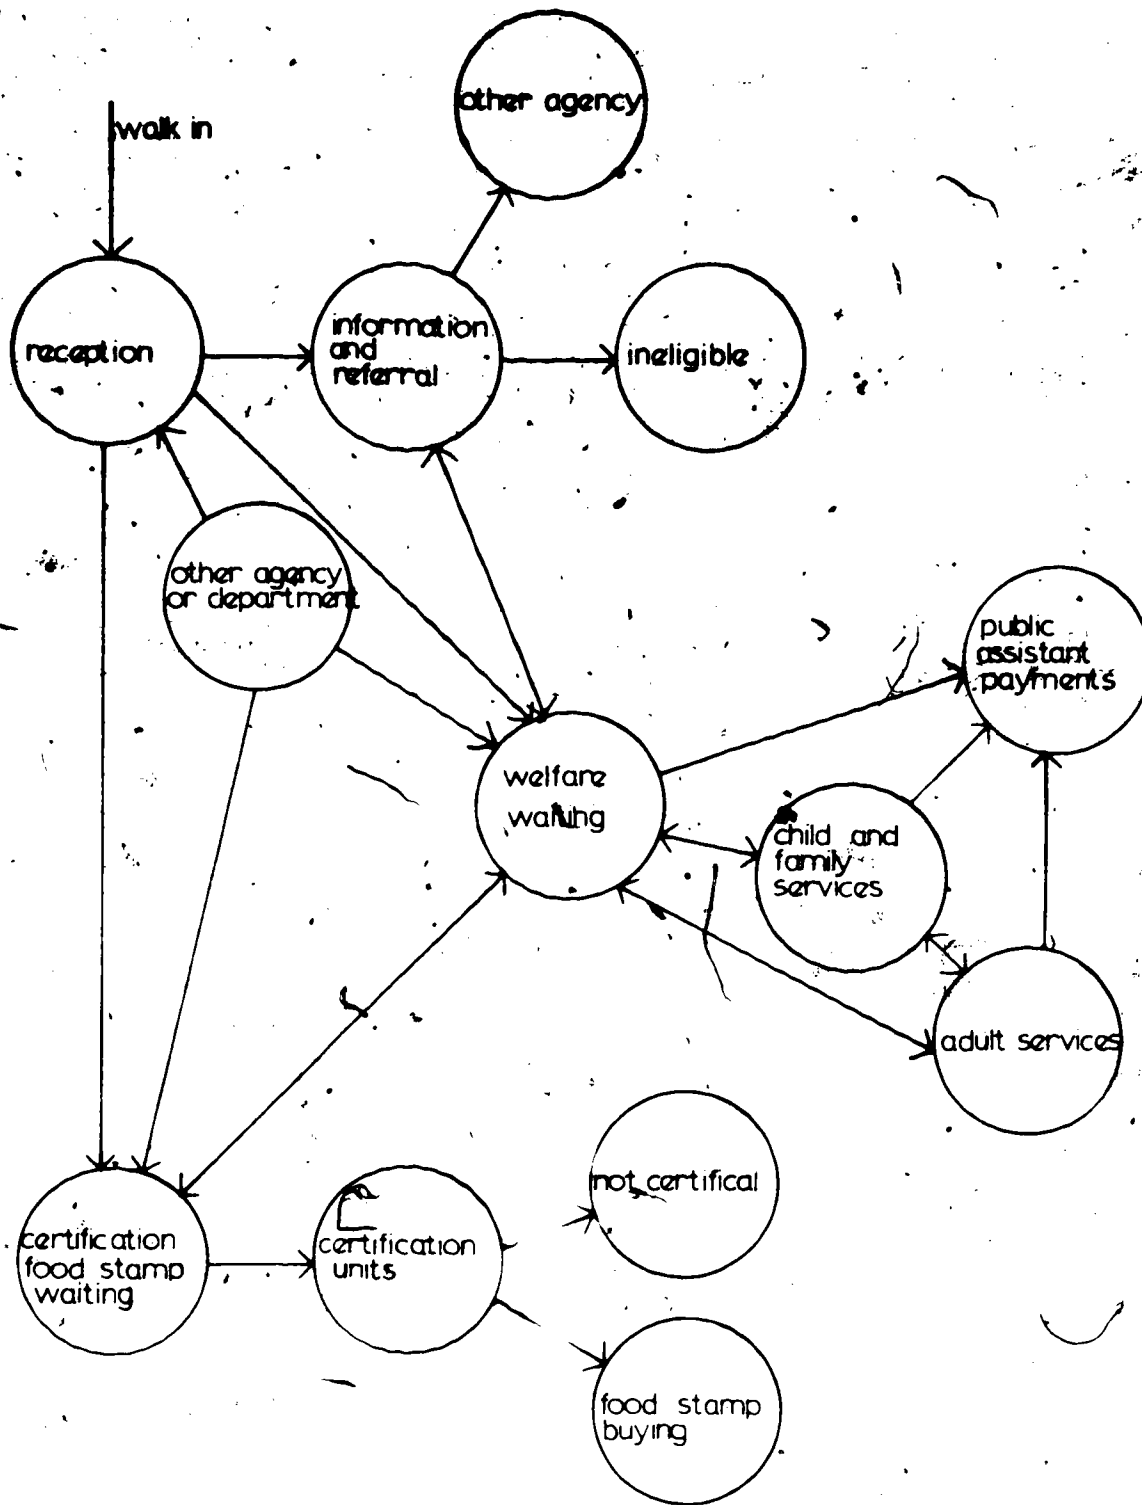 other agency
walk in
information
and
referral
reception
ineligible
other agency
or department
public
assistant
payments
welfare
child and
family
services
adult services
not certifical
certification
food stamp
waiting
certification
units
food stamp
buying